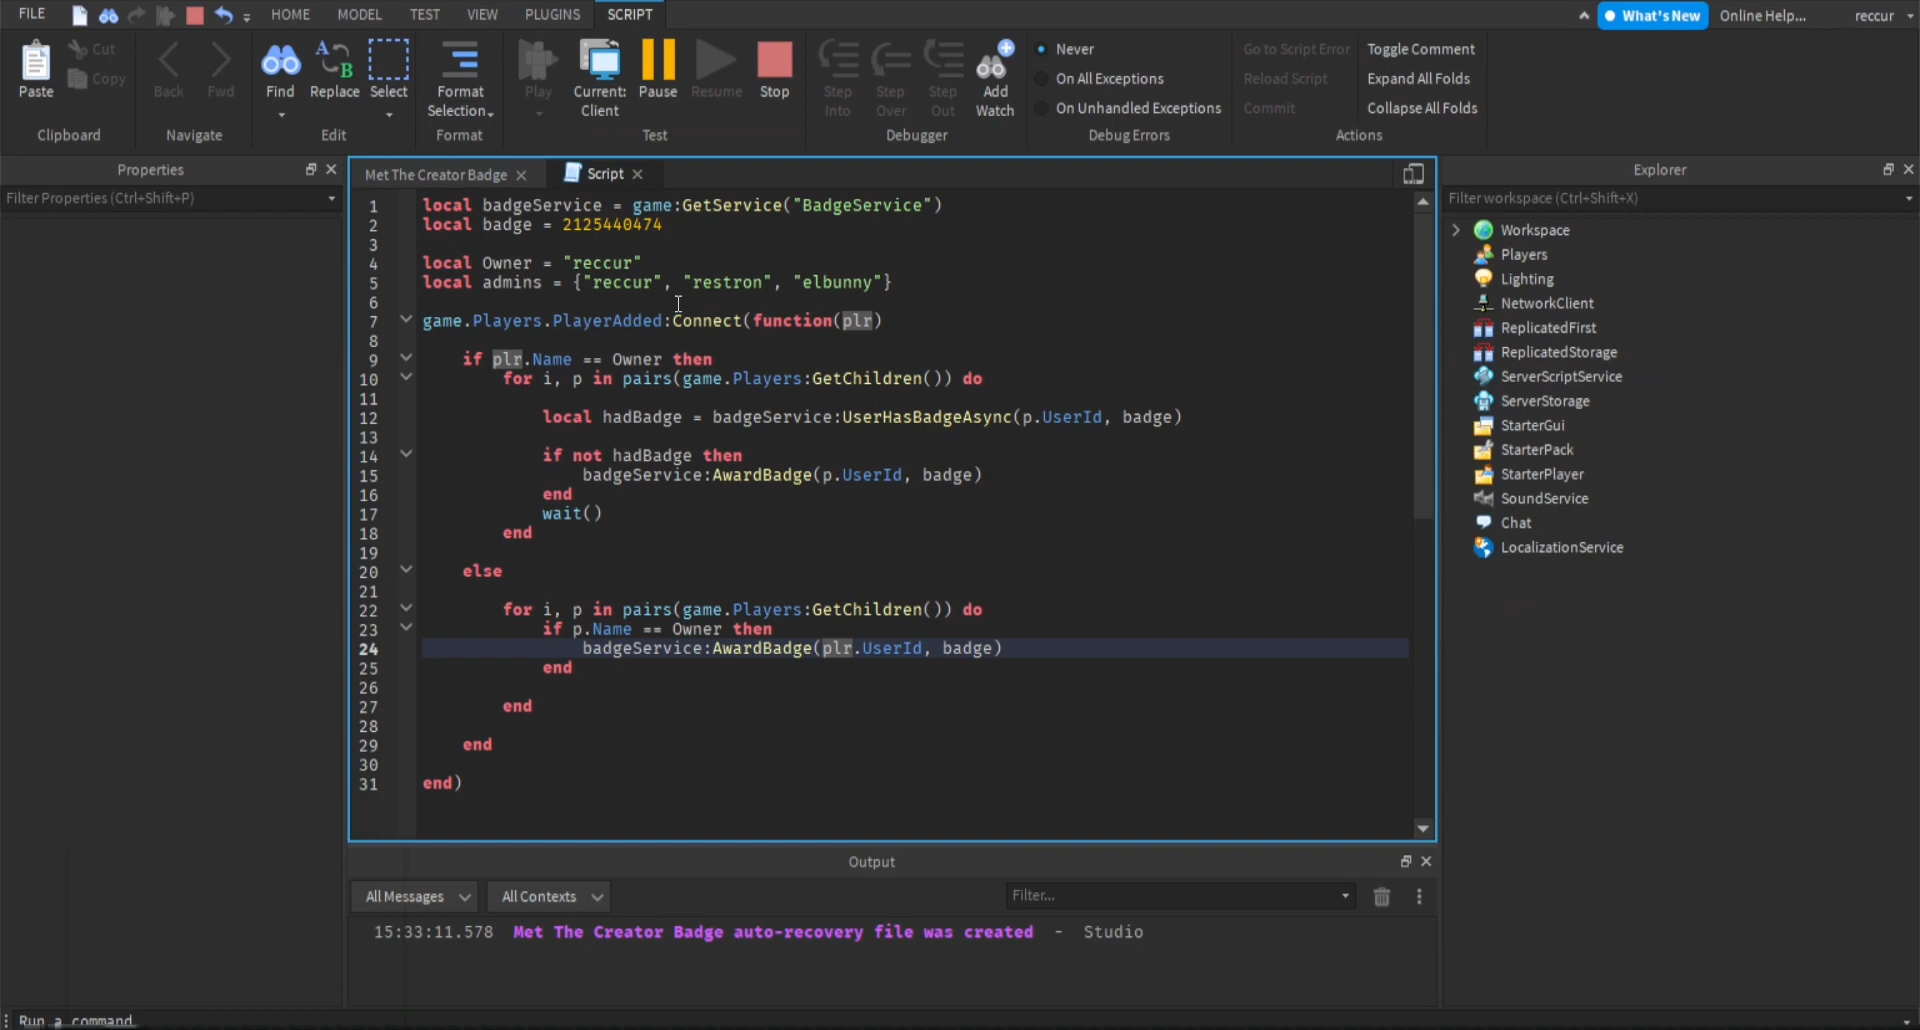 FILE HOME MODEL TEST VIEW PLUGINS SCRIPT What's New Online Help... reccur
Paste Cut Copy Back Fwd Find Replace Select Format Selection Play Current: Client Pause Resume Stop Step Into Step Over Step Out Add Watch
Never
On All Exceptions
On Unhandled Exceptions
Go to Script Error
Reload Script
Commit
Toggle Comment
Expand All Folds
Collapse All Folds
Clipboard Navigate Edit Format Test Debugger Debug Errors Actions
Properties
Filter Properties (Ctrl+Shift+P)
Met The Creator Badge Script
1 local badgeService = game:GetService("BadgeService")
2 local badge = 2125440474
3
4 local Owner = "reccur"
5 local admins = {"reccur", "restron", "elbunny"}
6
7 game.Players.PlayerAdded:Connect(function(plr)
8
9 if plr.Name == Owner then
10 for i, p in pairs(game.Players:GetChildren()) do
11
12 local hadBadge = badgeService:UserHasBadgeAsync(p.UserId, badge)
13
14 if not hadBadge then
15 badgeService:AwardBadge(p.UserId, badge)
16 end
17 wait()
18 end
19
20 else
21
22 for i, p in pairs(game.Players:GetChildren()) do
23 if p.Name == Owner then
24 badgeService:AwardBadge(plr.UserId, badge)
25 end
26
27 end
28
29 end
30
31 end)
Explorer
Filter workspace (Ctrl+Shift+X)
Workspace
Players
Lighting
NetworkClient
ReplicatedFirst
ReplicatedStorage
ServerScriptService
ServerStorage
StarterGui
StarterPack
StarterPlayer
SoundService
Chat
LocalizationService
Output
All Messages All Contexts Filter...
15:33:11.578 Met The Creator Badge auto-recovery file was created - Studio
Run a command